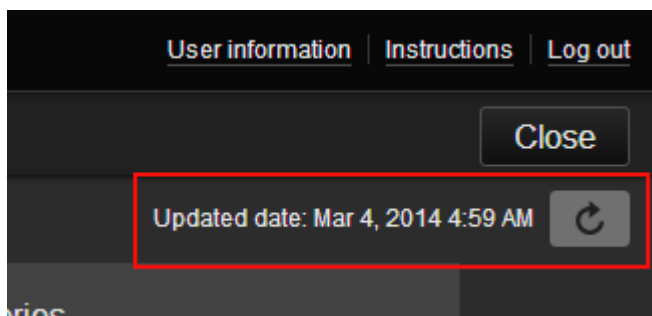 User information Instructions Log out
Close
Updated date: Mar 4, 2014 4:59 AM